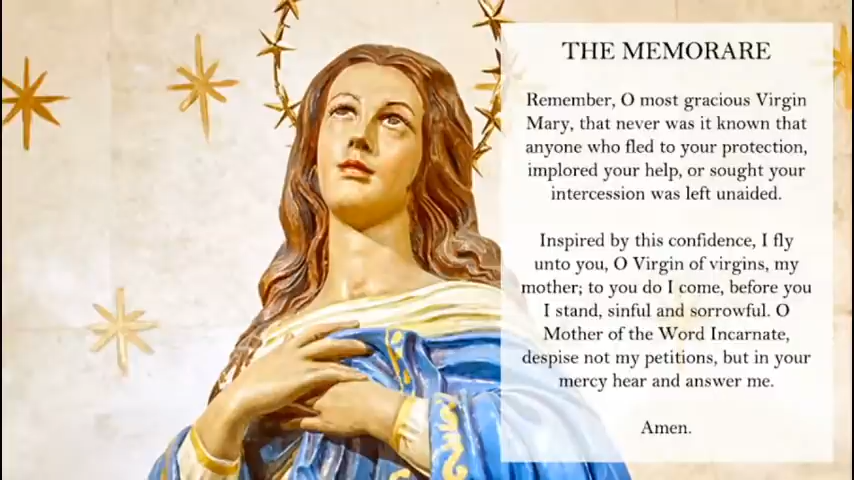 THE MEMORARE
Remember, O most gracious Virgin
Mary, that never was it known that
anyone who fled to your protection,
implored your help, or sought your
intercession was left unaided.
Inspired by this confidence, I fly
unto you, O Virgin of virgins, my
mother; to you do I come, before you
I stand, sinful and sorrowful. O
Mother of the Word Incarnate,
despise not my petitions, but in your
mercy hear and answer me.
Amen.